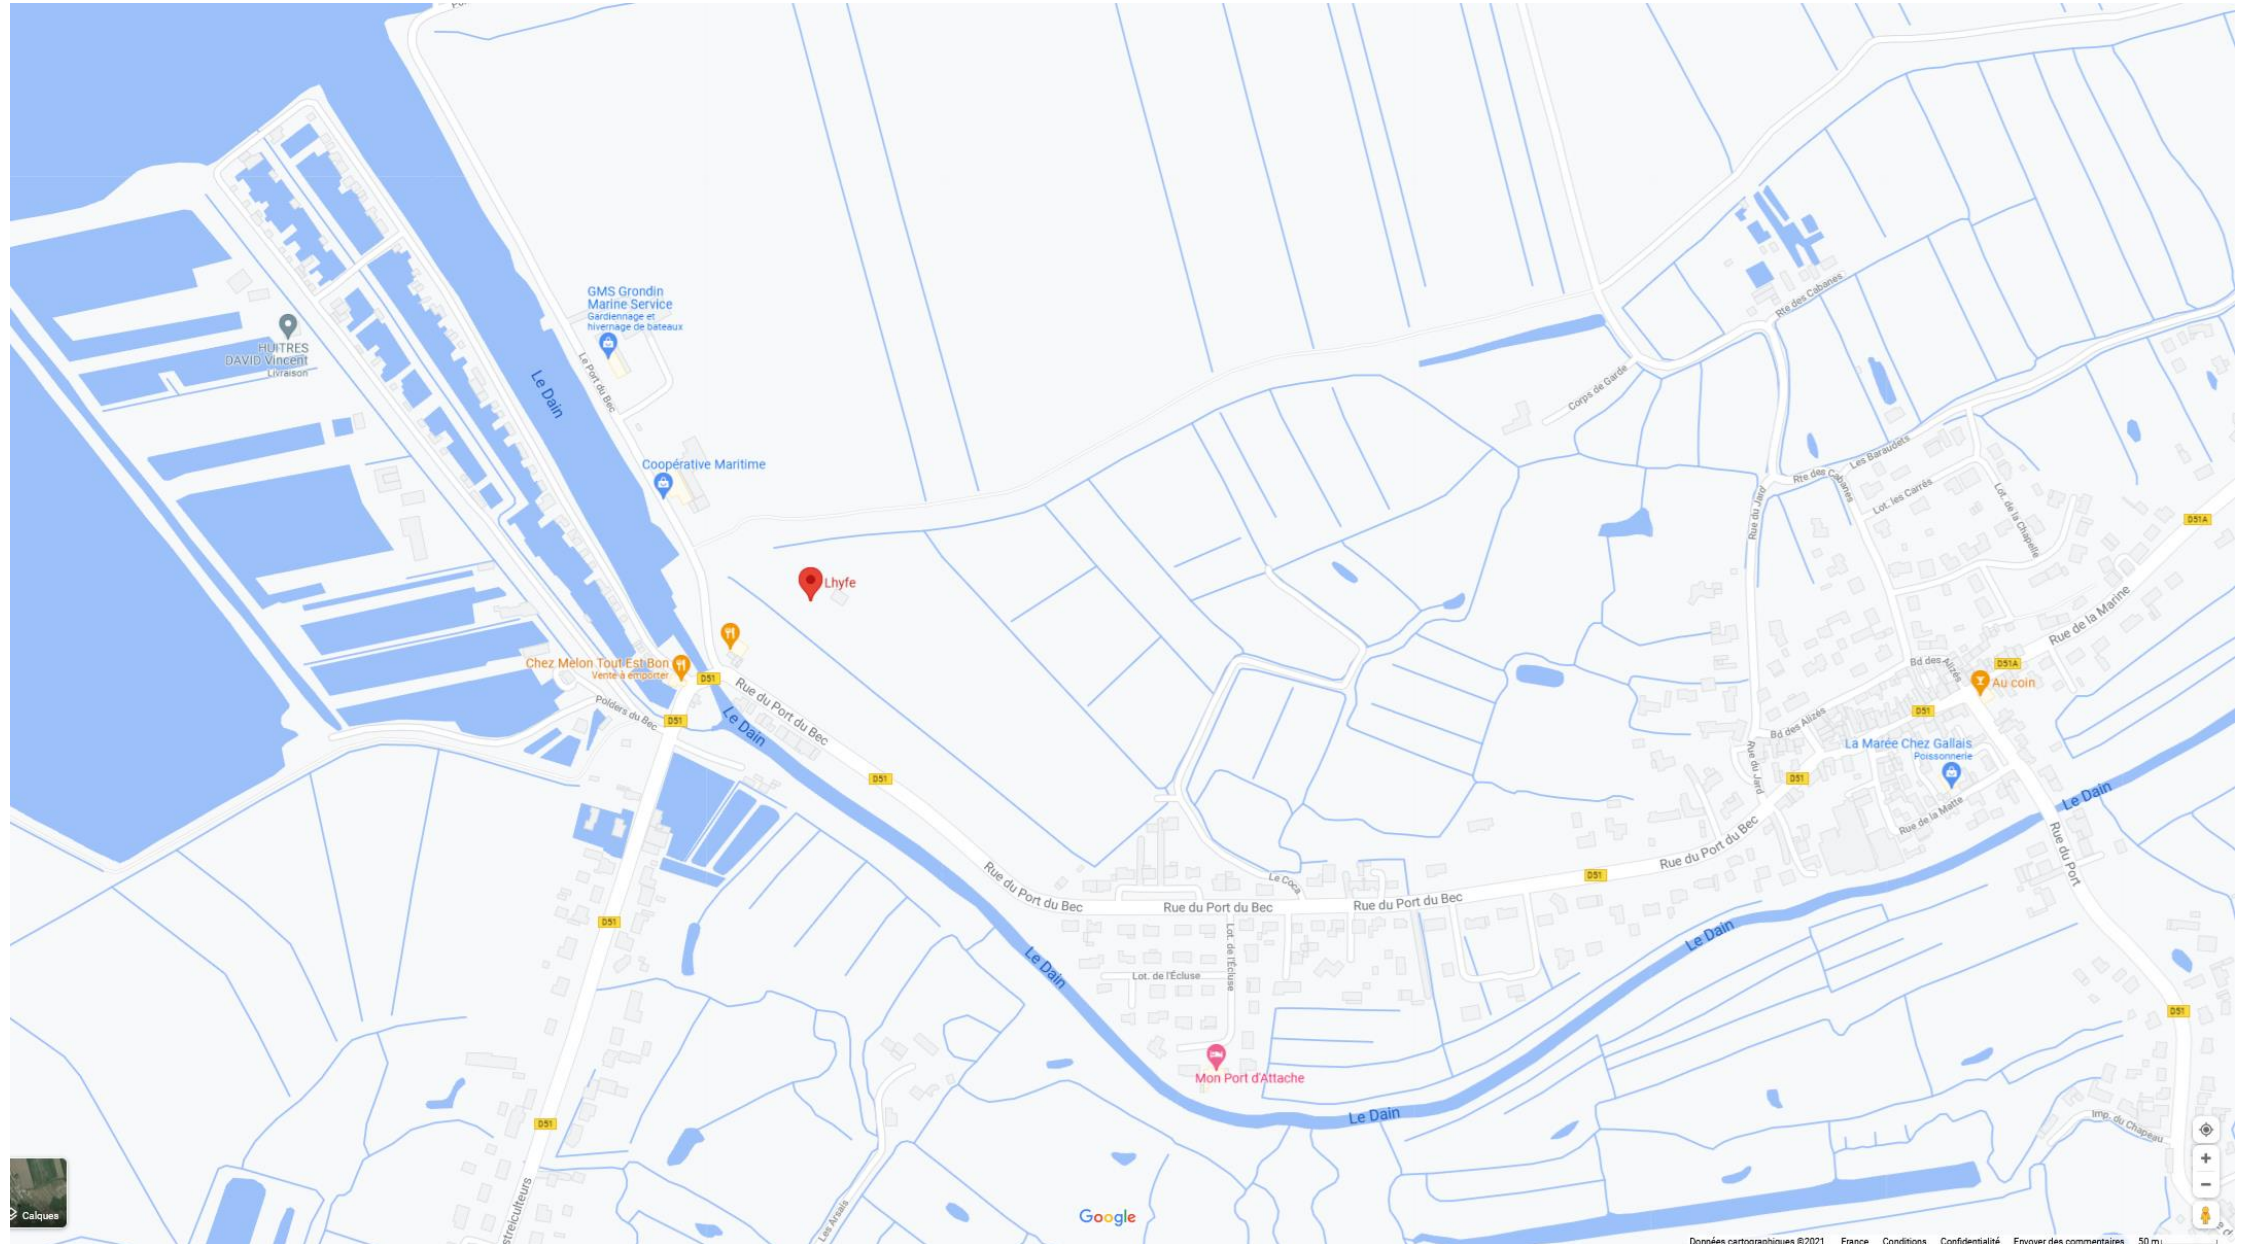 GMS Grondin
Marine Service
Gardiennage et
hivernage de bateaux
Rte des Cabanes
HUITRES
DAVID Vincent
Livraison
Le Port du Bec
Le Dain
Corps de Garde
Coopérative Maritime
Les Baraudets
Rte des Cabanes
Lot. les Carrés
Lot. de la Chapelle
Rue du Jard
D51A
Lhyfe
Rue de la Marine
Chez Mélon Tout Est Bon
Vente à emporter
D51
Bd des Alizés
D51A
Au coin
Polders du Bec
D51
Le Dain
Rue du Port du Bec
D51
Bd des Alizés
La Marée Chez Gallais
Poissonnerie
Rue du Jard
D51
D51
Le Dain
Rue de la Matte
Rue du Port du Bec
Rue du Port
Rue du Port du Bec
Le Coca
D51
Rue du Port du Bec
Rue du Port du Bec
D51
Le Dain
Lot. de l'Écluse
Lot. de l'Écluse
Le Dain
D51
Mon Port d'Attache
Le Dain
D51
Imp. du Chapeau
Les Arsais
Calques
Google
Données cartographiques ©2021 France Conditions Confidentialité Envoyer des commentaires 50 m